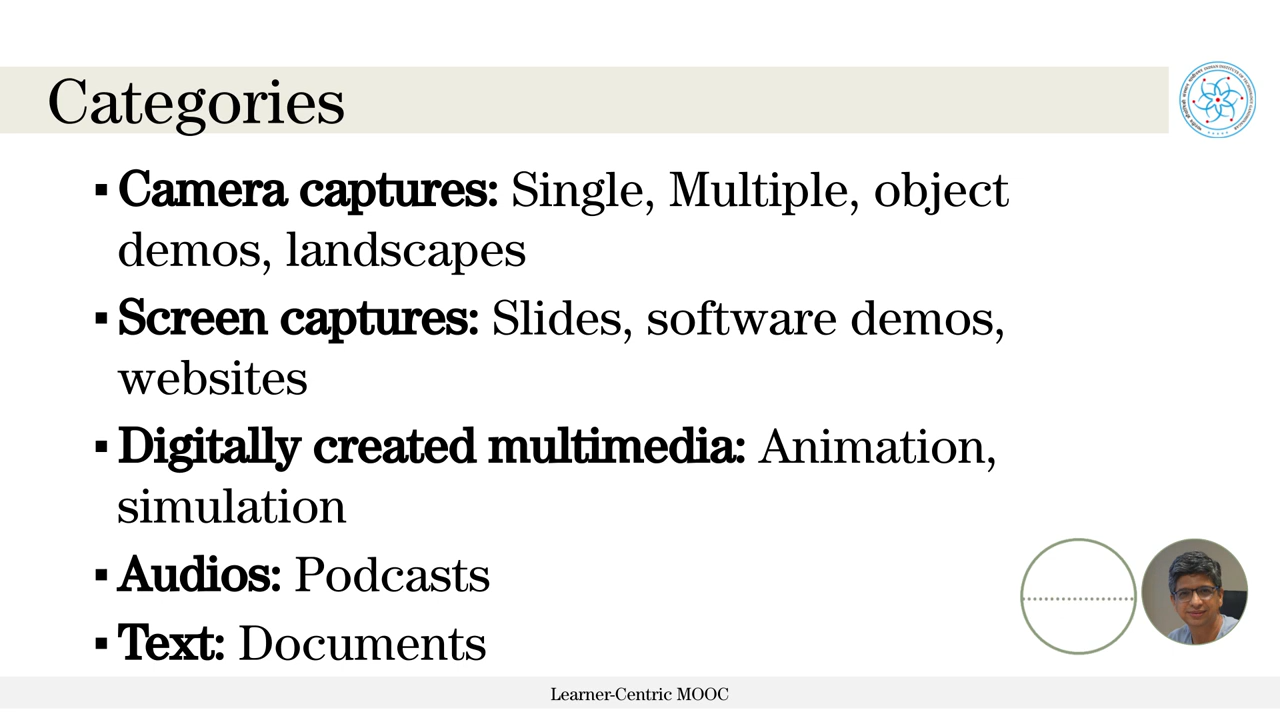 Categories
▪ Camera captures: Single, Multiple, object
demos, landscapes
▪ Screen captures: Slides, software demos,
websites
▪ Digitally created multimedia: Animation,
simulation
▪ Audios: Podcasts
▪ Text: Documents
Learner-Centric MOOC